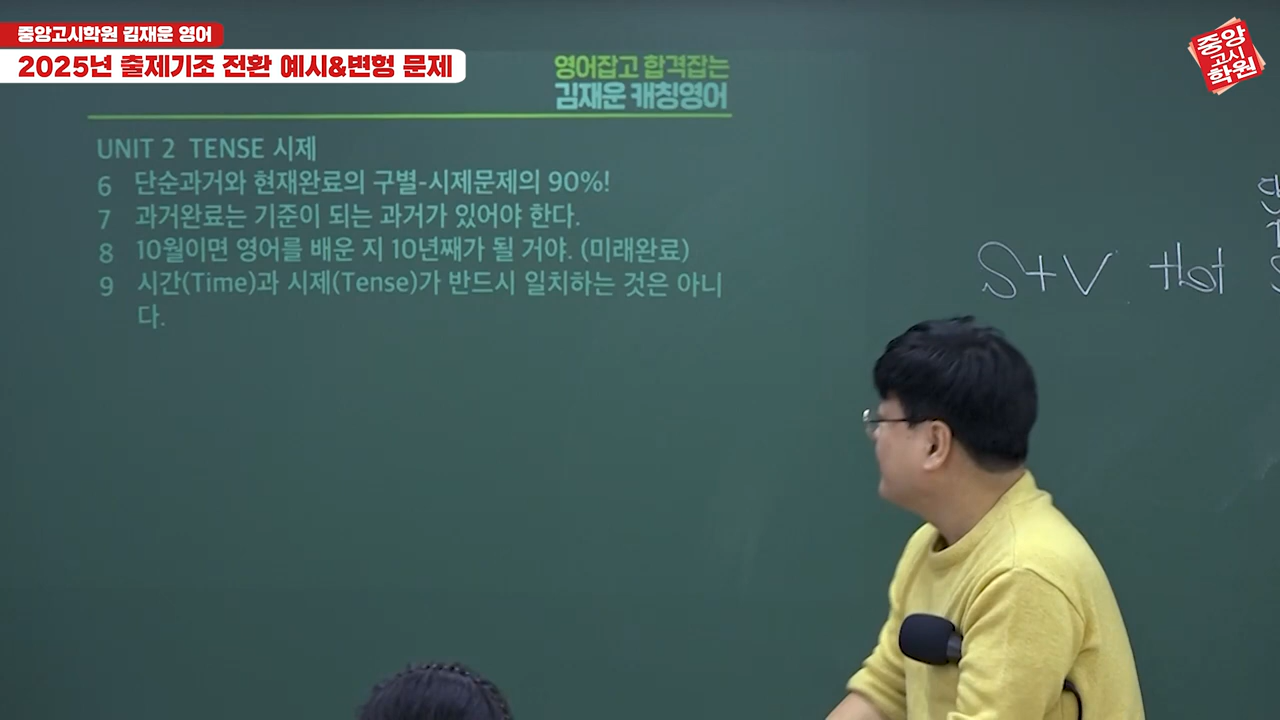 중앙고시학원 김재운 영어
2025년 출제기조 전환 예시&변형 문제
중앙
고시
학원
영어잡고 합격잡는
김재운 캐칭영어
UNIT 2 TENSE 시제
6 단순과거와 현재완료의 구별-시제문제의 90%!
7 과거완료는 기준이 되는 과거가 있어야 한다.
8 10월이면 영어를 배운 지 10년째가 될 거야. (미래완료)
9 시간(Time)과 시제(Tense)가 반드시 일치하는 것은 아니
다.
S+V that